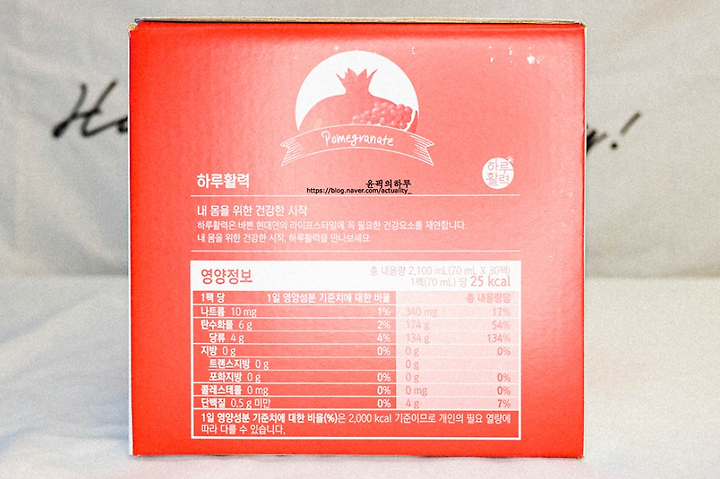 Pomegranate
하루활력
하루
활력
윤곽의하루
https://blog.naver.com/actuality_
내 몸을 위한 건강한 시작
하루활력은 바쁜 현대인의 라이프스타일에 꼭 필요한 건강요소를 제안합니다.
내 몸을 위한 건강한 시작, 하루활력을 만나보세요.
영양정보
총 내용량 2,100 mL(70 mL X 30팩)
1팩(70 mL) 당 25 kcal
1팩 당 1일 영양성분 기준치에 대한 비율 총 내용량당
나트륨 10 mg 1% 340 mg 17%
탄수화물 6 g 2% 174 g 54%
당류 4 g 4% 134 g 134%
지방 0 g 0% 0 g 0%
트랜스지방 0 g 0 g
포화지방 0 g 0% 0 g 0%
콜레스테롤 0 mg 0% 0 mg 0%
단백질 0.5 g 미만 0% 4 g 7%
1일 영양성분 기준치에 대한 비율(%)은 2,000 kcal 기준이므로 개인의 필요 열량에
따라 다를 수 있습니다.